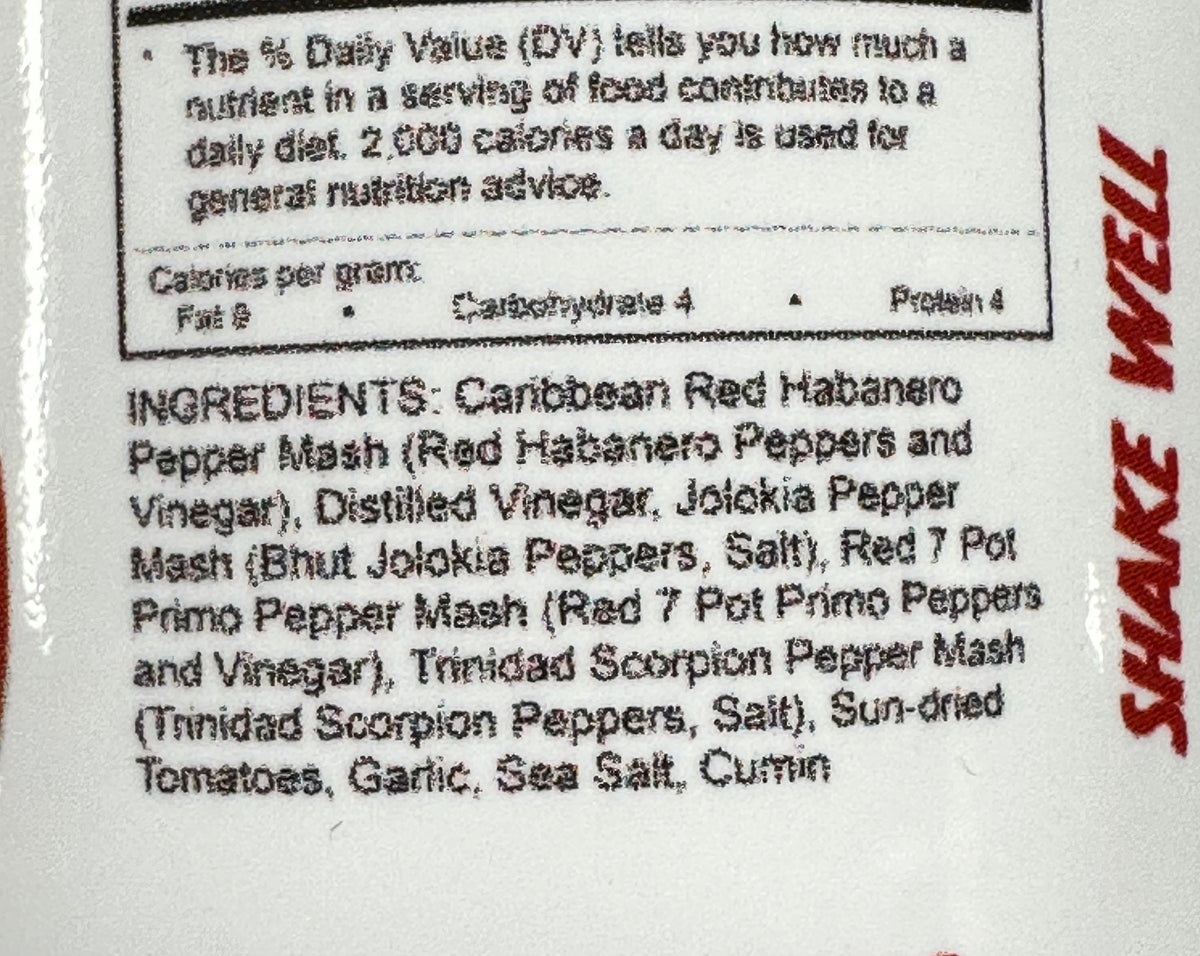 * The % Daily Value (DV) tells you how much a
nutrient in a serving of food contributes to a
daily diet. 2,000 calories a day is used for
general nutrition advice.
Calories per gram:
Fat 9 • Carbohydrate 4 • Protein 4
INGREDIENTS: Caribbean Red Habanero
Pepper Mash (Red Habanero Peppers and
Vinegar), Distilled Vinegar, Jolokia Pepper
Mash (Bhut Jolokia Peppers, Salt), Red 7 Pot
Primo Pepper Mash (Red 7 Pot Primo Peppers
and Vinegar), Trinidad Scorpion Pepper Mash
(Trinidad Scorpion Peppers, Salt), Sun-dried
Tomatoes, Garlic, Sea Salt, Cumin
SHAKE WELL